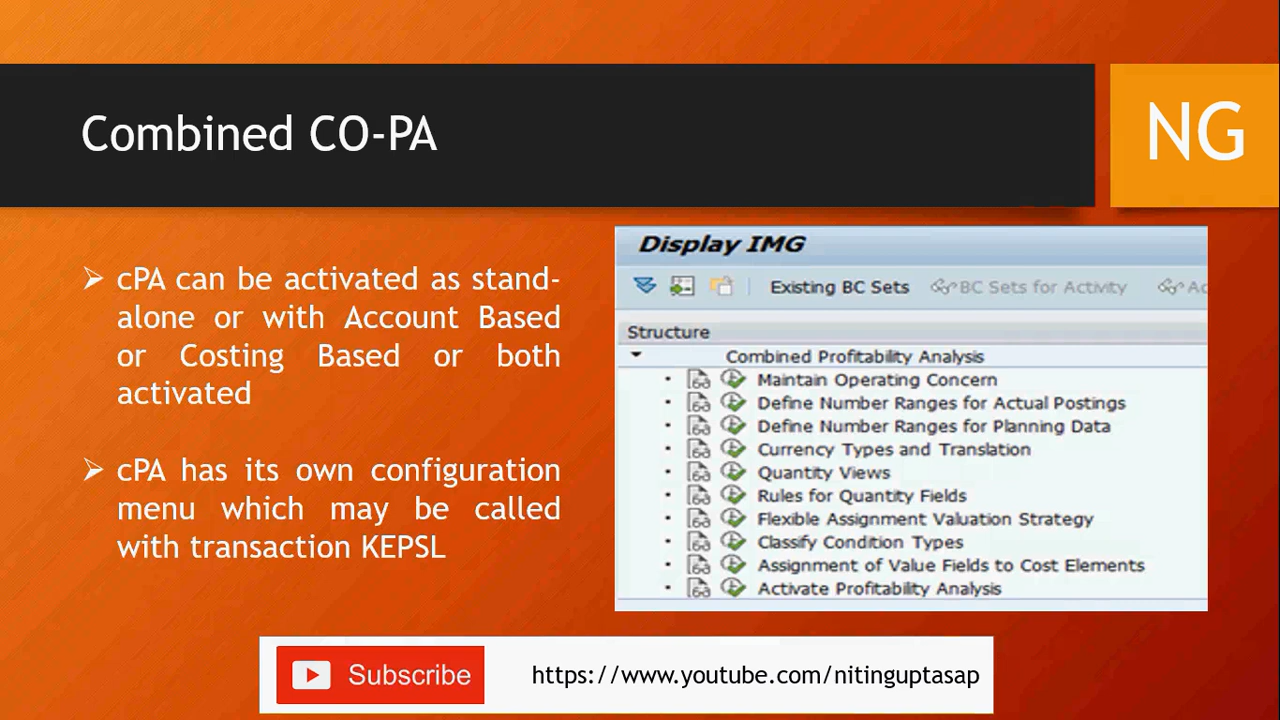 Combined CO-PA
NG
cPA can be activated as stand-
alone or with Account Based
or Costing Based or both
activated
cPA has its own configuration
menu which may be called
with transaction KEPSL
Display IMG
Existing BC Sets BC Sets for Activity Ac
Structure
Combined Profitability Analysis
Maintain Operating Concern
Define Number Ranges for Actual Postings
Define Number Ranges for Planning Data
Currency Types and Translation
Quantity Views
Rules for Quantity Fields
Flexible Assignment Valuation Strategy
Classify Condition Types
Assignment of Value Fields to Cost Elements
Activate Profitability Analysis
Subscribe https://www.youtube.com/nitinguptasap